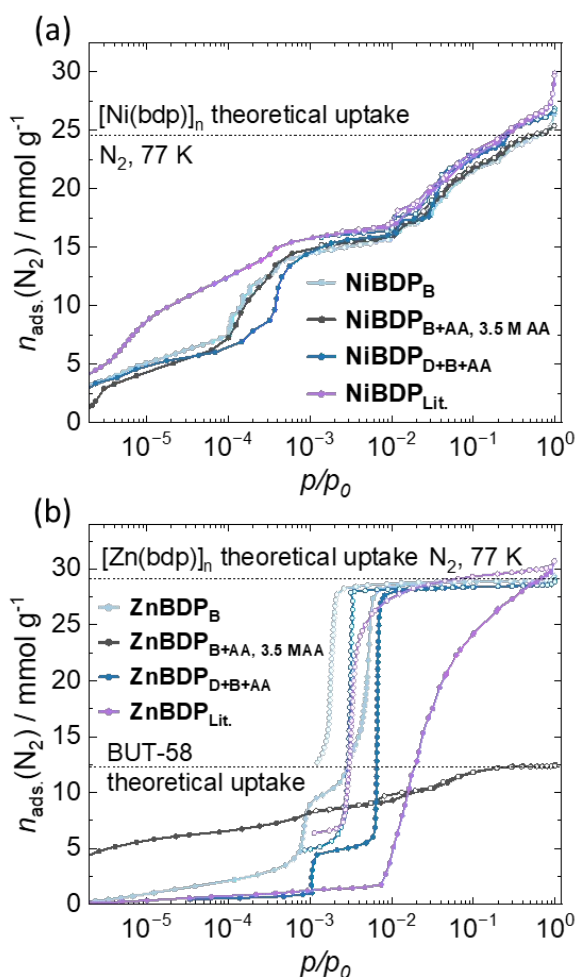 (a)
30
25
20
15
10
5
0
[Ni(bdp)]n theoretical uptake
N2, 77 K
NiBDPB
NiBDPB+AA, 3.5 M AA
NiBDPD+B+AA
NiBDPLit.
nads.(N2) / mmol g-1
10-5 10-4 10-3 10-2 10-1 100
p/p0
(b)
30
25
20
15
10
5
0
[Zn(bdp)]n theoretical uptake N2, 77 K
ZnBDPB
ZnBDPB+AA, 3.5 MAA
ZnBDPD+B+AA
ZnBDPLit.
BUT-58
theoretical uptake
nads.(N2) / mmol g-1
10-5 10-4 10-3 10-2 10-1 100
p/p0